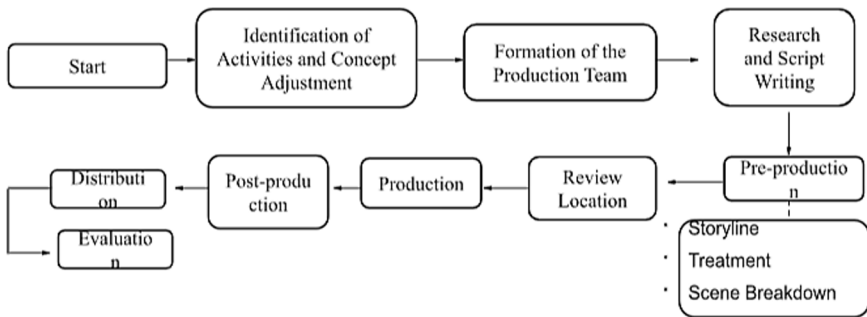 Start
Identification of
Activities and Concept
Adjustment
Formation of the
Production Team
Research
and Script
Writing
Pre-productio
n
· Storyline
· Treatment
· Scene Breakdown
Review
Location
Production
Post-produ
ction
Distributi
on
Evaluatio
n